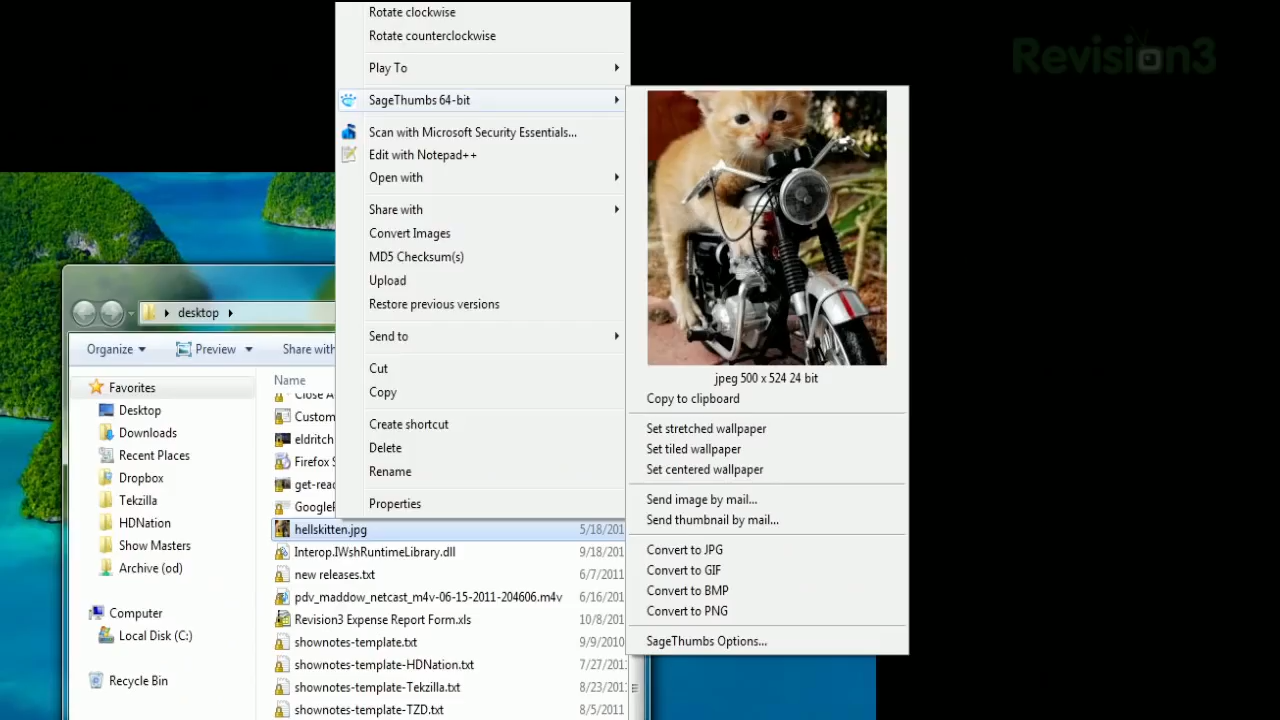 Rotate clockwise
Rotate counterclockwise
Play To
SageThumbs 64-bit
Scan with Microsoft Security Essentials...
Edit with Notepad++
Open with
Share with
Convert Images
MD5 Checksum(s)
Upload
Restore previous versions
Send to
Cut
Copy
Create shortcut
Delete
Rename
Properties
Revision3
jpeg 500 x 524 24 bit
Copy to clipboard
Set stretched wallpaper
Set tiled wallpaper
Set centered wallpaper
Send image by mail...
Send thumbnail by mail...
Convert to JPG
Convert to GIF
Convert to BMP
Convert to PNG
SageThumbs Options...
desktop
Organize Preview Share with
Favorites
Desktop
Downloads
Recent Places
Dropbox
Tekzilla
HDNation
Show Masters
Archive (od)
Computer
Local Disk (C:)
Recycle Bin
Name
Close A
Custom
eldritch
Firefox S
get-rea
GoogleP
hellskitten.jpg 5/18/201
Interop.IWshRuntimeLibrary.dll 9/18/201
new releases.txt 6/7/2011
pdv_maddow_netcast_m4v-06-15-2011-204606.m4v 6/16/201
Revision3 Expense Report Form.xls 10/8/201
shownotes-template.txt 9/9/2010
shownotes-template-HDNation.txt 7/27/201
shownotes-template-Tekzilla.txt 8/23/201
shownotes-template-TZD.txt 8/5/2011